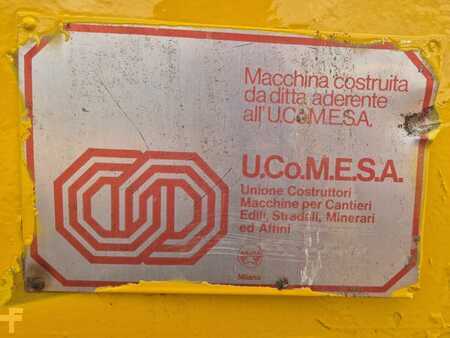 Macchina costruita
da ditta aderente
all'U.Co.M.E.S.A.
U.Co.M.E.S.A.
Unione Costruttori
Macchine per Cantieri
Edili, Stradali, Minerari
ed Affini
Milano